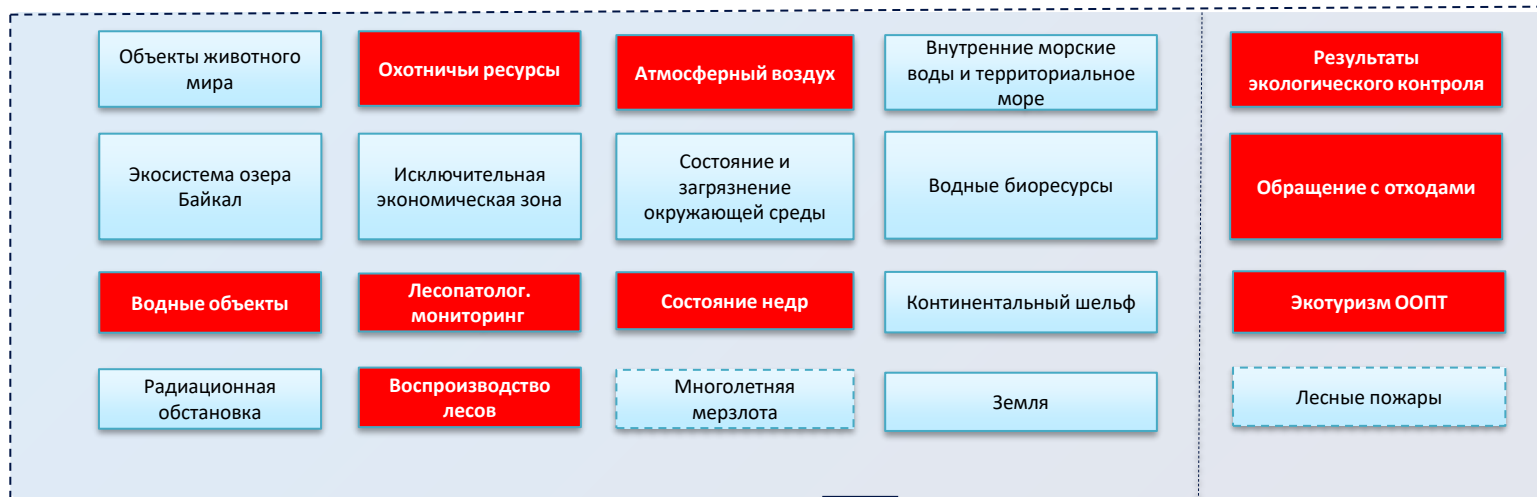 Объекты животного
мира
Охотничьи ресурсы
Атмосферный воздух
Внутренние морские
воды и территориальное
море
Результаты
экологического контроля
Экосистема озера
Байкал
Исключительная
экономическая зона
Состояние и
загрязнение
окружающей среды
Водные биоресурсы
Обращение с отходами
Водные объекты
Лесопатолог.
мониторинг
Состояние недр
Континентальный шельф
Экотуризм ООПТ
Радиационная
обстановка
Воспроизводство
лесов
Многолетняя
мерзлота
Земля
Лесные пожары